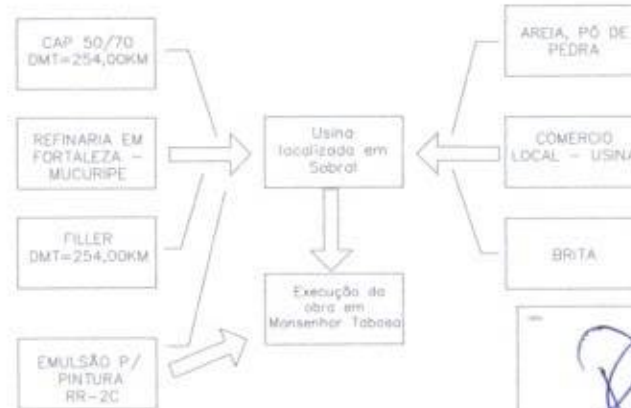 CAP 50/70
DMT=254,00KM
REFINARIA EM
FORTALEZA -
MUCURIPE
FILLER
DMT=254,00KM
EMULSÃO P/
PINTURA
RR-2C
Usina
localizada em
Sobral
Execução da
obra em
Monsenhor Tabosa
AREIA, PÓ DE
PEDRA
COMERCIO
LOCAL - USINA
BRITA